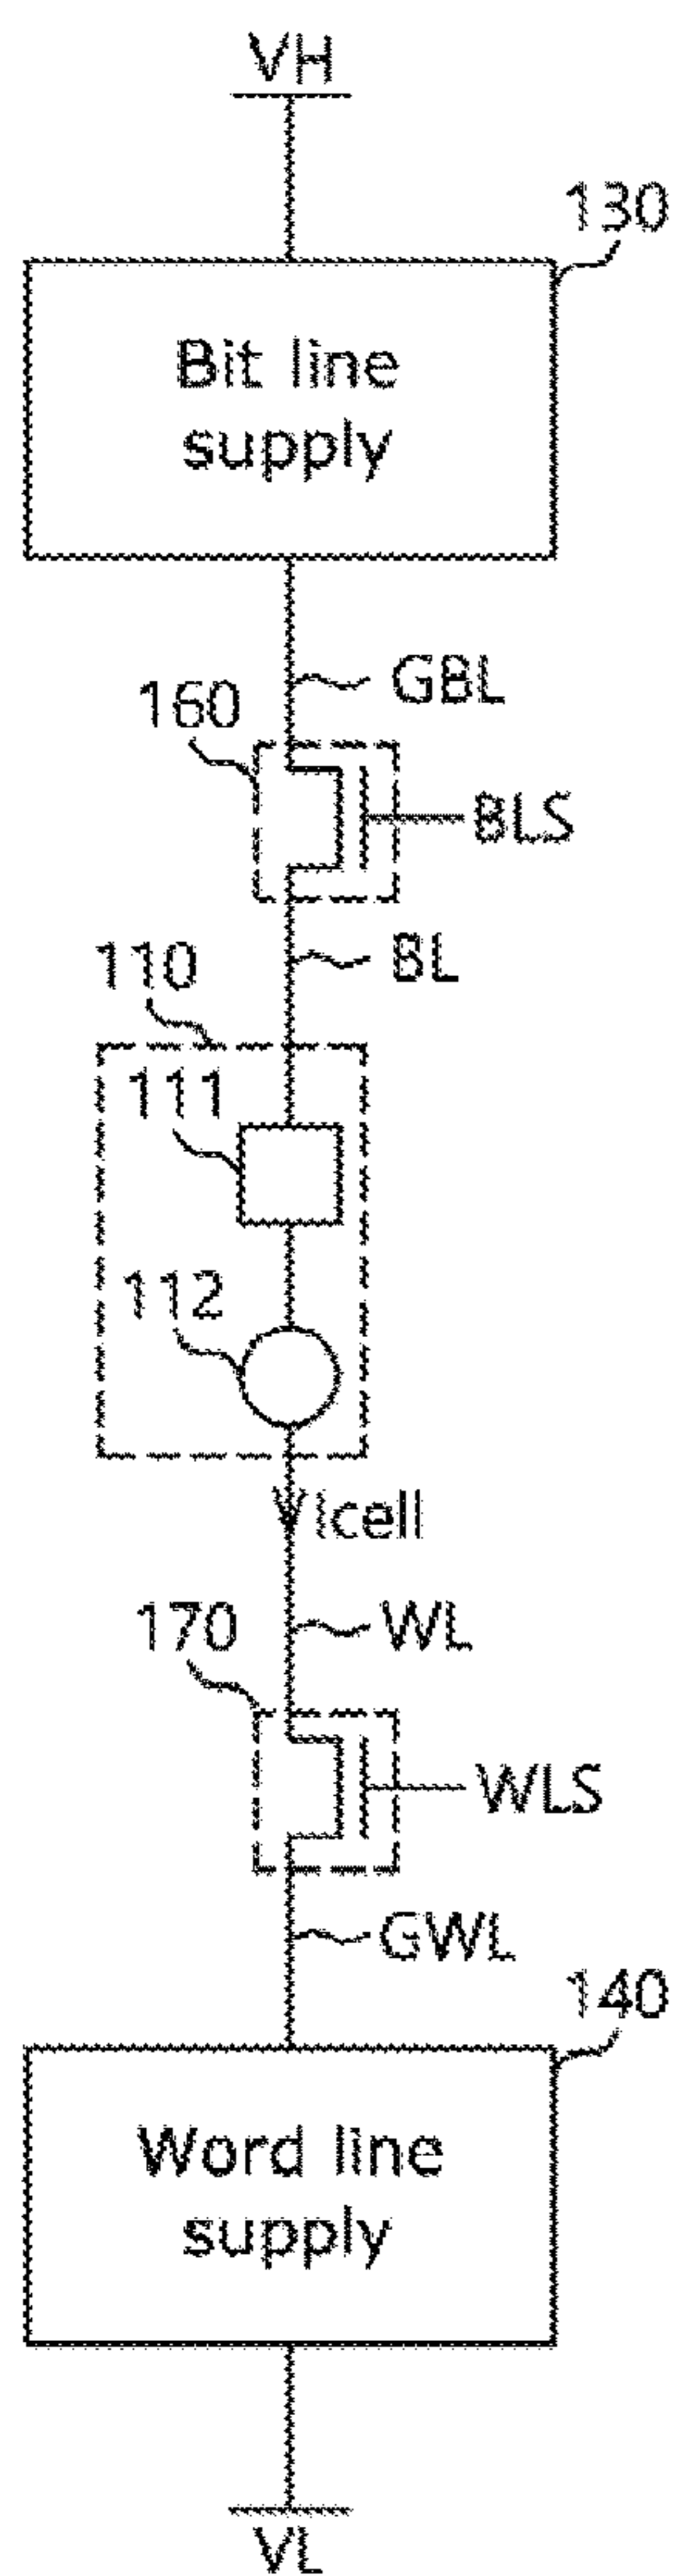 VH
130
Bit line
supply
GBL
160
BLS
110
BL
111
112
Icell
170
WL
WLS
GWL
140
Word line
supply
VL